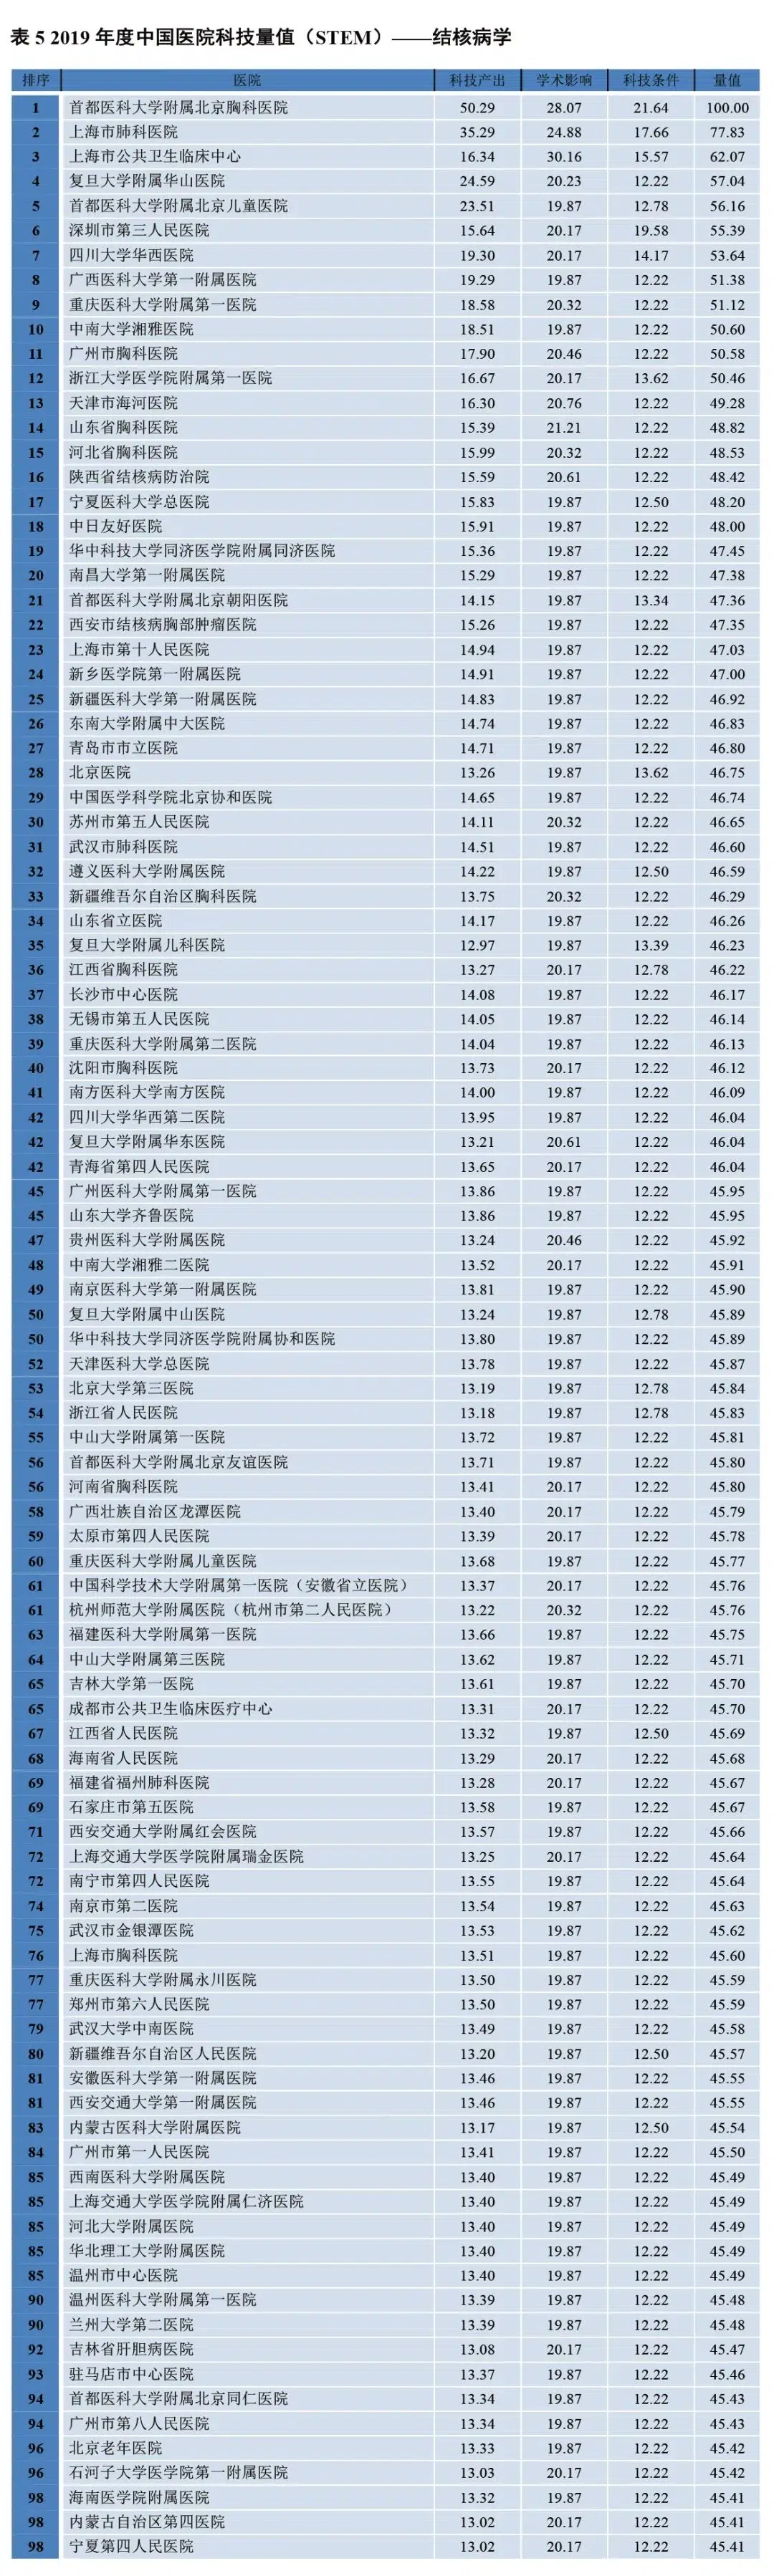 表 5 2019 年度中国医院科技量值（STEM）——结核病学
排序 医院 科技产出 学术影响 科技条件 量值
1 首都医科大学附属北京胸科医院 50.29 28.07 21.64 100.00
2 上海市肺科医院 35.29 24.88 17.66 77.83
3 上海市公共卫生临床中心 16.34 30.16 15.57 62.07
4 复旦大学附属华山医院 24.59 20.23 12.22 57.04
5 首都医科大学附属北京儿童医院 23.51 19.87 12.78 56.16
6 深圳市第三人民医院 15.64 20.17 19.58 55.39
7 四川大学华西医院 19.30 20.17 14.17 53.64
8 广西医科大学第一附属医院 19.29 19.87 12.22 51.38
9 重庆医科大学附属第一医院 18.58 20.32 12.22 51.12
10 中南大学湘雅医院 18.51 19.87 12.22 50.60
11 广州市胸科医院 17.90 20.46 12.22 50.58
12 浙江大学医学院附属第一医院 16.67 20.17 13.62 50.46
13 天津市海河医院 16.30 20.76 12.22 49.28
14 山东省胸科医院 15.39 21.21 12.22 48.82
15 河北省胸科医院 15.99 20.32 12.22 48.53
16 陕西省结核病防治院 15.59 20.61 12.22 48.42
17 宁夏医科大学总医院 15.83 19.87 12.50 48.20
18 中日友好医院 15.91 19.87 12.22 48.00
19 华中科技大学同济医学院附属同济医院 15.36 19.87 12.22 47.45
20 南昌大学第一附属医院 15.29 19.87 12.22 47.38
21 首都医科大学附属北京朝阳医院 14.15 19.87 13.34 47.36
22 西安市结核病胸部肿瘤医院 15.26 19.87 12.22 47.35
23 上海市第十人民医院 14.94 19.87 12.22 47.03
24 新乡医学院第一附属医院 14.91 19.87 12.22 47.00
25 新疆医科大学第一附属医院 14.83 19.87 12.22 46.92
26 东南大学附属中大医院 14.74 19.87 12.22 46.83
27 青岛市市立医院 14.71 19.87 12.22 46.80
28 北京医院 13.26 19.87 13.62 46.75
29 中国医学科学院北京协和医院 14.65 19.87 12.22 46.74
30 苏州市第五人民医院 14.11 20.32 12.22 46.65
31 武汉市肺科医院 14.51 19.87 12.22 46.60
32 遵义医科大学附属医院 14.22 19.87 12.50 46.59
33 新疆维吾尔自治区胸科医院 13.75 20.32 12.22 46.29
34 山东省立医院 14.17 19.87 12.22 46.26
35 复旦大学附属儿科医院 12.97 19.87 13.39 46.23
36 江西省胸科医院 13.27 20.17 12.78 46.22
37 长沙市中心医院 14.08 19.87 12.22 46.17
38 无锡市第五人民医院 14.05 19.87 12.22 46.14
39 重庆医科大学附属第二医院 14.04 19.87 12.22 46.13
40 沈阳市胸科医院 13.73 20.17 12.22 46.12
41 南方医科大学南方医院 14.00 19.87 12.22 46.09
42 四川大学华西第二医院 13.95 19.87 12.22 46.04
42 复旦大学附属华东医院 13.21 20.61 12.22 46.04
42 青海省第四人民医院 13.65 20.17 12.22 46.04
45 广州医科大学附属第一医院 13.86 19.87 12.22 45.95
45 山东大学齐鲁医院 13.86 19.87 12.22 45.95
47 贵州医科大学附属医院 13.24 20.46 12.22 45.92
48 中南大学湘雅二医院 13.52 20.17 12.22 45.91
49 南京医科大学第一附属医院 13.81 19.87 12.22 45.90
50 复旦大学附属中山医院 13.24 19.87 12.78 45.89
50 华中科技大学同济医学院附属协和医院 13.80 19.87 12.22 45.89
52 天津医科大学总医院 13.78 19.87 12.22 45.87
53 北京大学第三医院 13.19 19.87 12.78 45.84
54 浙江省人民医院 13.18 19.87 12.78 45.83
55 中山大学附属第一医院 13.72 19.87 12.22 45.81
56 首都医科大学附属北京友谊医院 13.71 19.87 12.22 45.80
56 河南省胸科医院 13.41 20.17 12.22 45.80
58 广西壮族自治区龙潭医院 13.40 20.17 12.22 45.79
59 太原市第四人民医院 13.39 20.17 12.22 45.78
60 重庆医科大学附属儿童医院 13.68 19.87 12.22 45.77
61 中国科学技术大学附属第一医院（安徽省立医院） 13.37 20.17 12.22 45.76
61 杭州师范大学附属医院（杭州市第二人民医院） 13.22 20.32 12.22 45.76
63 福建医科大学附属第一医院 13.66 19.87 12.22 45.75
64 中山大学附属第三医院 13.62 19.87 12.22 45.71
65 吉林大学第一医院 13.61 19.87 12.22 45.70
65 成都市公共卫生临床医疗中心 13.31 20.17 12.22 45.70
67 江西省人民医院 13.32 19.87 12.50 45.69
68 海南省人民医院 13.29 20.17 12.22 45.68
69 福建省福州肺科医院 13.28 20.17 12.22 45.67
69 石家庄市第五医院 13.58 19.87 12.22 45.67
71 西安交通大学附属红会医院 13.57 19.87 12.22 45.66
72 上海交通大学医学院附属瑞金医院 13.25 20.17 12.22 45.64
72 南宁市第四人民医院 13.55 19.87 12.22 45.64
74 南京市第二医院 13.54 19.87 12.22 45.63
75 武汉市金银潭医院 13.53 19.87 12.22 45.62
76 上海市胸科医院 13.51 19.87 12.22 45.60
77 重庆医科大学附属永川医院 13.50 19.87 12.22 45.59
77 郑州市第六人民医院 13.50 19.87 12.22 45.59
79 武汉大学中南医院 13.49 19.87 12.22 45.58
80 新疆维吾尔自治区人民医院 13.20 19.87 12.50 45.57
81 安徽医科大学第一附属医院 13.46 19.87 12.22 45.55
81 西安交通大学第一附属医院 13.46 19.87 12.22 45.55
83 内蒙古医科大学附属医院 13.17 19.87 12.50 45.54
84 广州市第一人民医院 13.41 19.87 12.22 45.50
85 西南医科大学附属医院 13.40 19.87 12.22 45.49
85 上海交通大学医学院附属仁济医院 13.40 19.87 12.22 45.49
85 河北大学附属医院 13.40 19.87 12.22 45.49
85 华北理工大学附属医院 13.40 19.87 12.22 45.49
85 温州市中心医院 13.40 19.87 12.22 45.49
90 温州医科大学附属第一医院 13.39 19.87 12.22 45.48
90 兰州大学第二医院 13.39 19.87 12.22 45.48
92 吉林省肝胆病医院 13.08 20.17 12.22 45.47
93 驻马店市中心医院 13.37 19.87 12.22 45.46
94 首都医科大学附属北京同仁医院 13.34 19.87 12.22 45.43
94 广州市第八人民医院 13.34 19.87 12.22 45.43
96 北京老年医院 13.33 19.87 12.22 45.42
96 石河子大学医学院第一附属医院 13.03 20.17 12.22 45.42
98 海南医学院附属医院 13.32 19.87 12.22 45.41
98 内蒙古自治区第四医院 13.02 20.17 12.22 45.41
98 宁夏第四人民医院 13.02 20.17 12.22 45.41